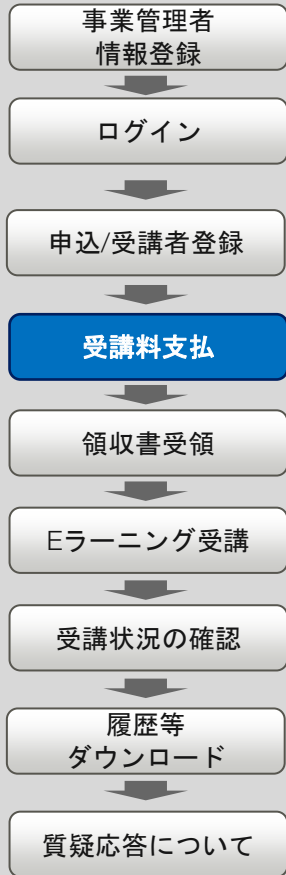 事業管理者
情報登録
ログイン
申込/受講者登録
受講料支払
領収書受領
Eラーニング受講
受講状況の確認
履歴等
ダウンロード
質疑応答について